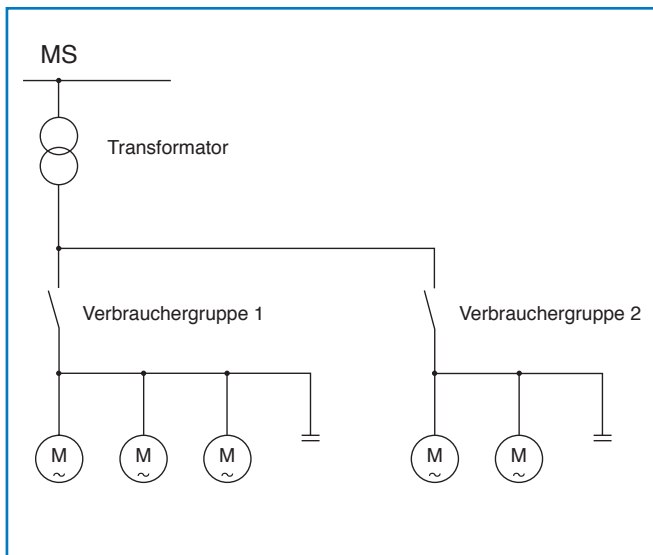 MS
Transformator
Verbrauchergruppe 1
Verbrauchergruppe 2
M
~
M
~
M
~
M
~
M
~